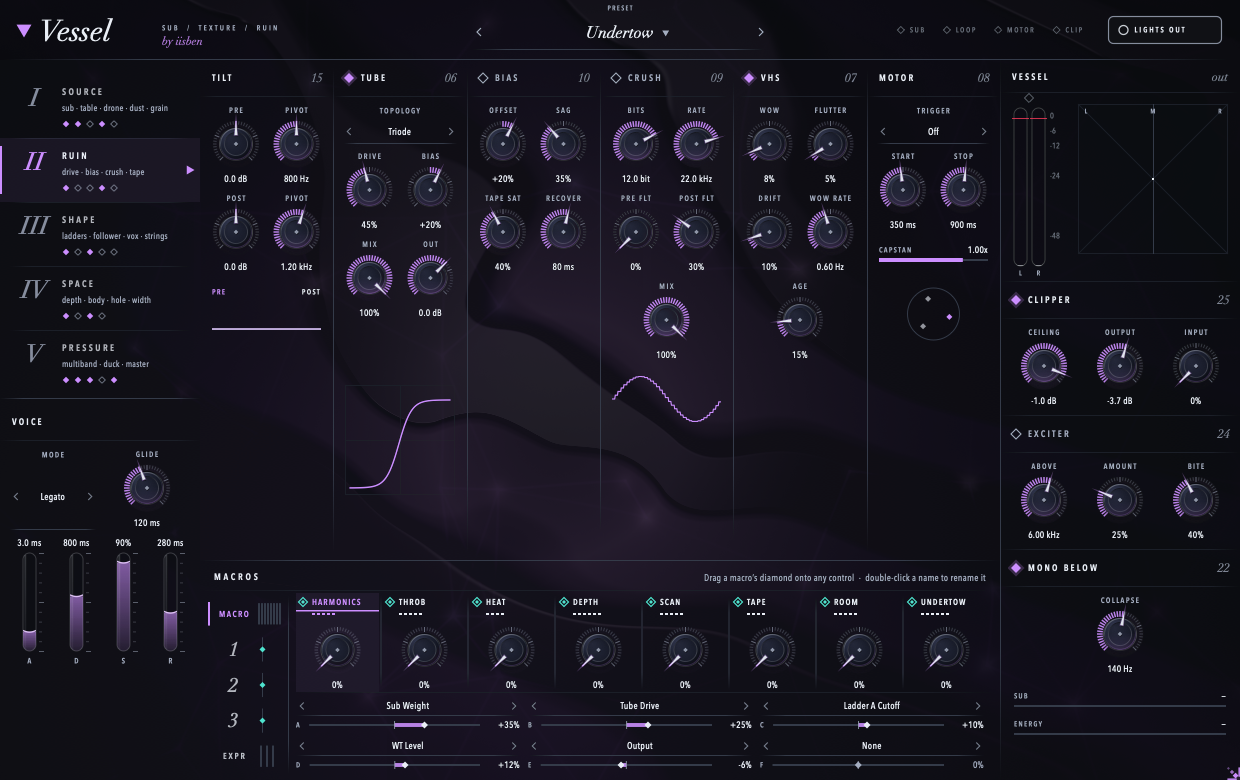 PRESET
Vessel
SUB / TEXTURE / RUIN
by iisben
Undertow
SUB LOOP MOTOR CLIP
LIGHTS OUT
I SOURCE
sub · table · drone · dust · grain
II RUIN
drive · bias · crush · tape
III SHAPE
ladders · follower · vox · strings
IV SPACE
depth · body · hole · width
V PRESSURE
multiband · duck · master
VOICE
MODE GLIDE
Legato
120 ms
3.0 ms 800 ms 90% 280 ms
A D S R
TILT 15
PRE PIVOT
0.0 dB 800 Hz
POST PIVOT
0.0 dB 1.20 kHz
PRE POST
TUBE 06
TOPOLOGY
Triode
DRIVE BIAS
45% +20%
MIX OUT
100% 0.0 dB
BIAS 10
OFFSET SAG
+20% 35%
TAPE SAT RECOVER
40% 80 ms
CRUSH 09
BITS RATE
12.0 bit 22.0 kHz
PRE FLT POST FLT
0% 30%
MIX
100%
VHS 07
WOW FLUTTER
8% 5%
DRIFT WOW RATE
10% 0.60 Hz
AGE
15%
MOTOR 08
TRIGGER
Off
START STOP
350 ms 900 ms
CAPSTAN 1.00x
VESSEL out
0
-6
-12
-24
-48
L R
L M R
CLIPPER 25
CEILING OUTPUT INPUT
-1.0 dB -3.7 dB 0%
EXCITER 24
ABOVE AMOUNT BITE
6.00 kHz 25% 40%
MONO BELOW 22
COLLAPSE
140 Hz
SUB –
ENERGY –
MACROS
Drag a macro's diamond onto any control · double-click a name to rename it
MACRO
1
2
3
EXPR
HARMONICS THROB HEAT DEPTH SCAN TAPE ROOM UNDERTOW
0% 0% 0% 0% 0% 0% 0% 0%
Sub Weight Tube Drive Ladder A Cutoff
A +35% B +25% C +10%
WT Level Output None
D +12% E -6% F 0%